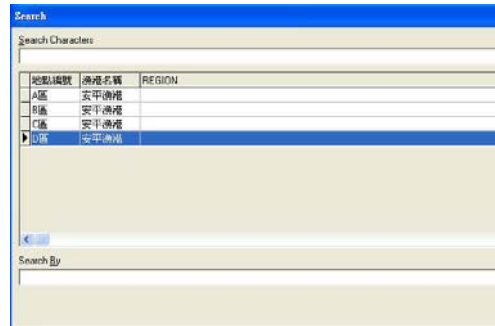 Search
Search Characters
地點編號 漁港名稱 REGION
A區 安平漁港
B區 安平漁港
C區 安平漁港
D區 安平漁港
Search By